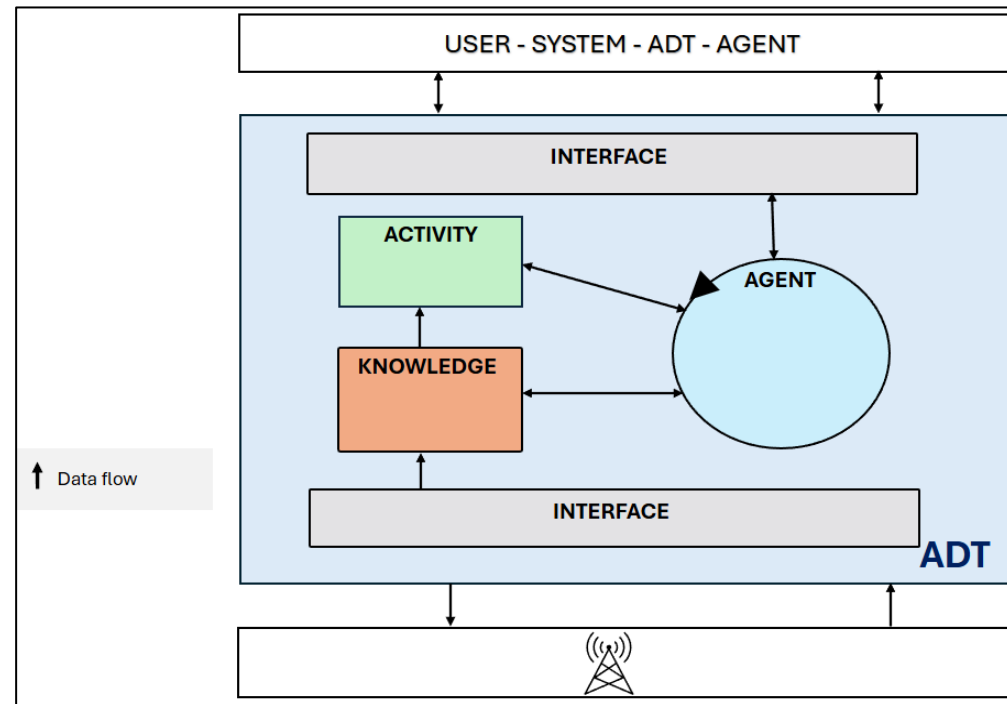 USER - SYSTEM - ADT - AGENT
INTERFACE
ACTIVITY
AGENT
KNOWLEDGE
Data flow
INTERFACE
ADT